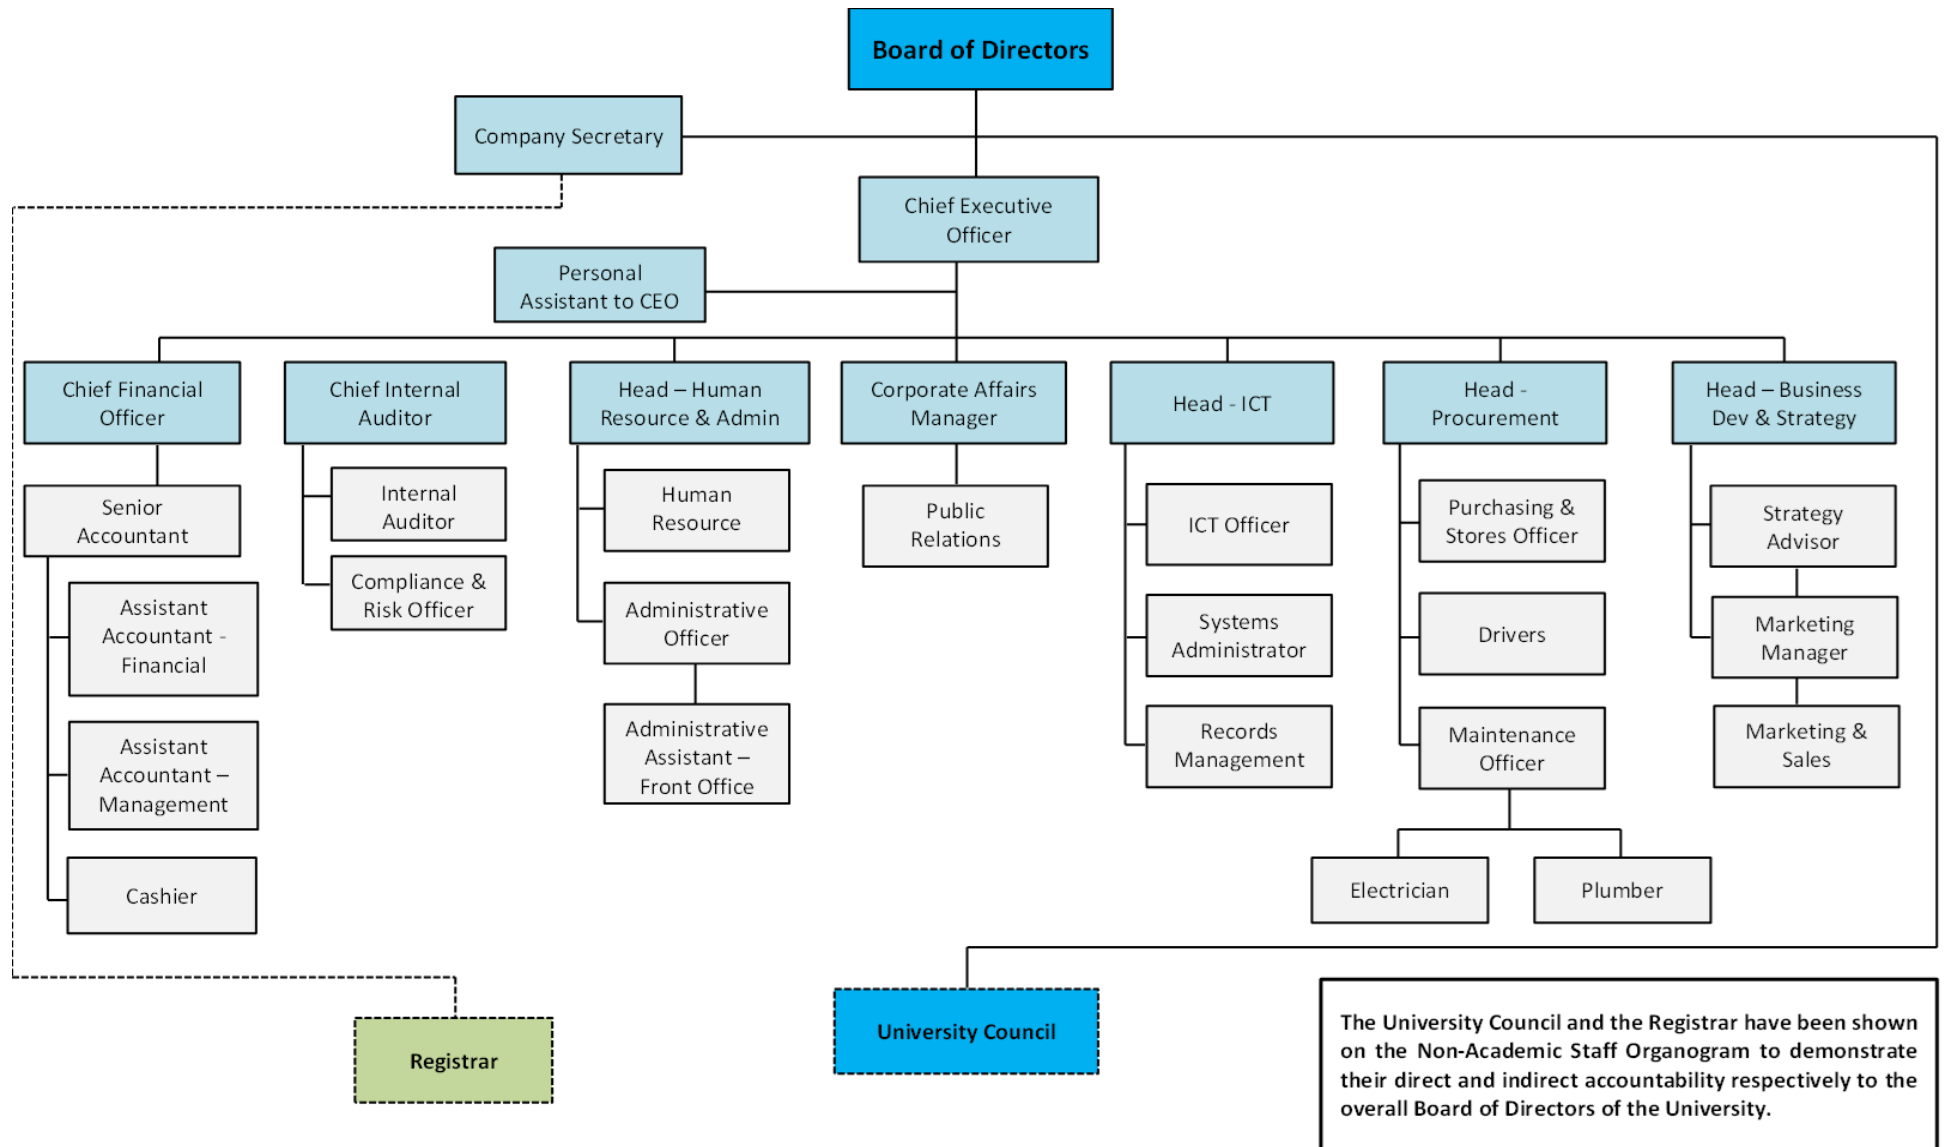 Board of Directors
Company Secretary
Chief Executive
Officer
Personal
Assistant to CEO
Chief Financial
Officer
Chief Internal
Auditor
Head – Human
Resource & Admin
Corporate Affairs
Manager
Head - ICT
Head -
Procurement
Head – Business
Dev & Strategy
Senior
Accountant
Assistant
Accountant -
Financial
Assistant
Accountant –
Management
Cashier
Internal
Auditor
Compliance &
Risk Officer
Human
Resource
Administrative
Officer
Administrative
Assistant –
Front Office
Public
Relations
ICT Officer
Systems
Administrator
Records
Management
Purchasing &
Stores Officer
Drivers
Maintenance
Officer
Electrician
Plumber
Strategy
Advisor
Marketing
Manager
Marketing &
Sales
Registrar
University Council
The University Council and the Registrar have been shown
on the Non-Academic Staff Organogram to demonstrate
their direct and indirect accountability respectively to the
overall Board of Directors of the University.